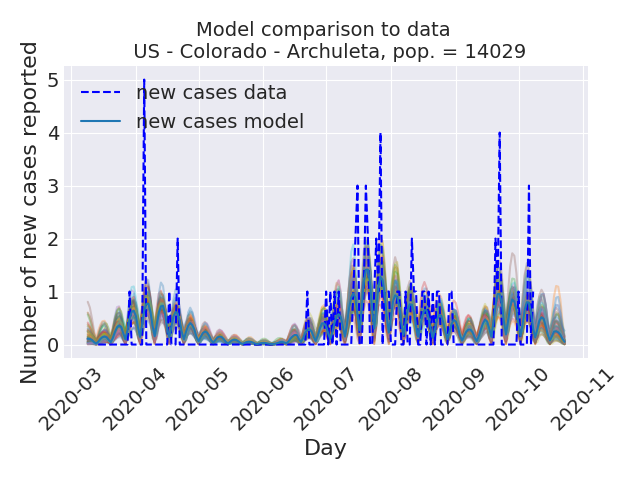 Model comparison to data
US - Colorado - Archuleta, pop. = 14029
Number of new cases reported
5
4
3
2
1
0
new cases data
new cases model
2020-03
2020-04
2020-05
2020-06
2020-07
2020-08
2020-09
2020-10
2020-11
Day